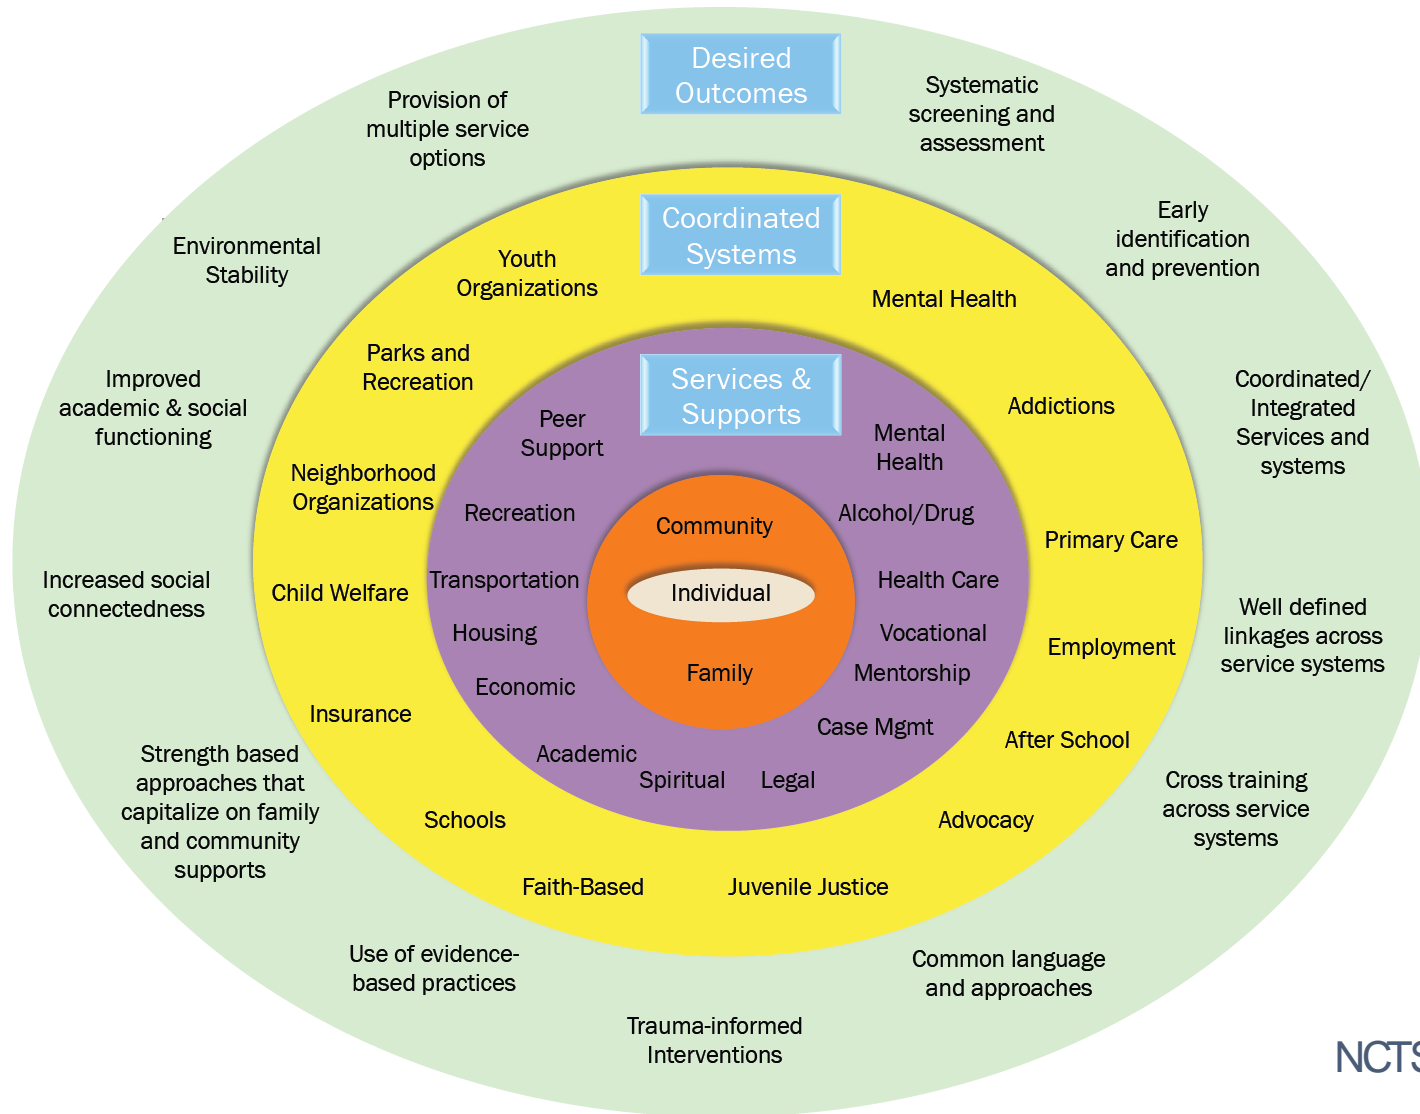 Desired
Outcomes
Provision of
multiple service
options
Systematic
screening and
assessment
Early
identification
and prevention
Coordinated/
Integrated
Services and
systems
Well defined
linkages across
service systems
Cross training
across service
systems
Common language
and approaches
Trauma-informed
Interventions
Use of evidence-
based practices
Strength based
approaches that
capitalize on family
and community
supports
Increased social
connectedness
Improved
academic & social
functioning
Environmental
Stability
Coordinated
Systems
Youth
Organizations
Mental Health
Addictions
Primary Care
Employment
After School
Advocacy
Juvenile Justice
Faith-Based
Schools
Insurance
Child Welfare
Neighborhood
Organizations
Parks and
Recreation
Services &
Supports
Peer
Support
Mental
Health
Alcohol/Drug
Health Care
Vocational
Mentorship
Case Mgmt
Legal
Spiritual
Academic
Economic
Housing
Transportation
Recreation
Community
Individual
Family
NCTS